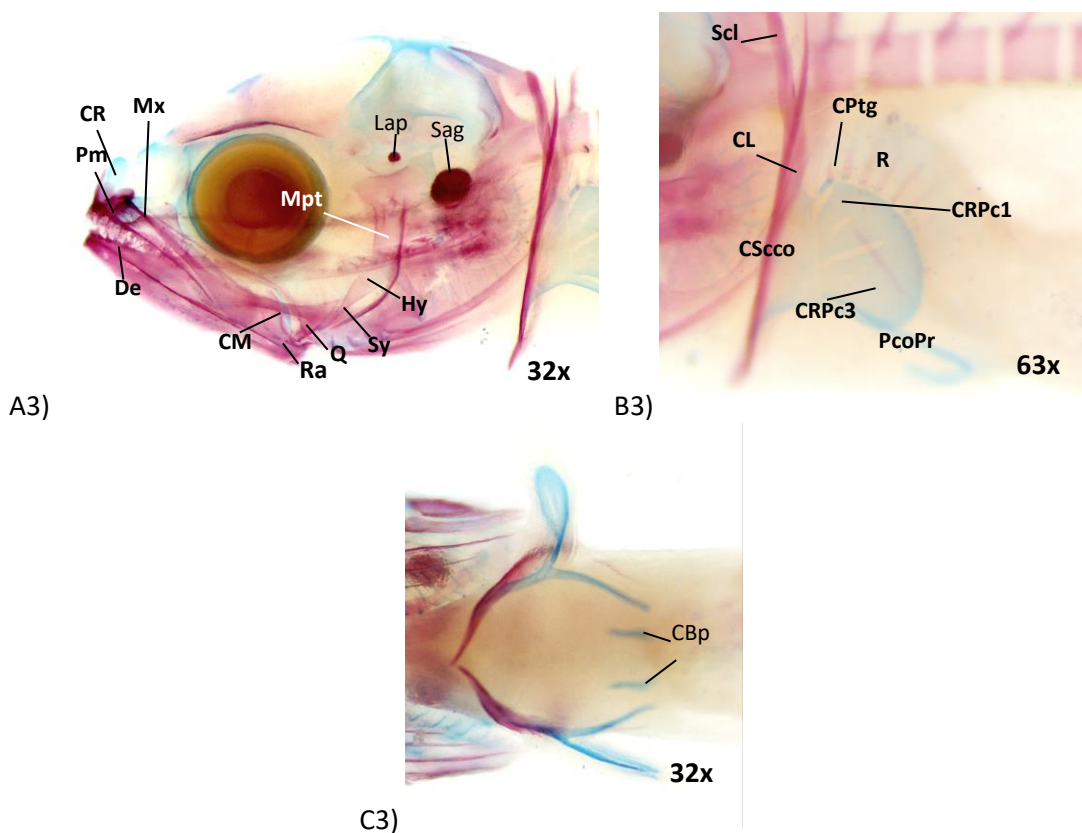 CR
Mx
Pm
De
Lap
Sag
Mpt
Hy
CM
Q
Sy
Ra
32x
A3)
Scl
CPtg
CL
R
CRPc1
CScco
CRPc3
PcoPr
63x
B3)
CBp
32x
C3)